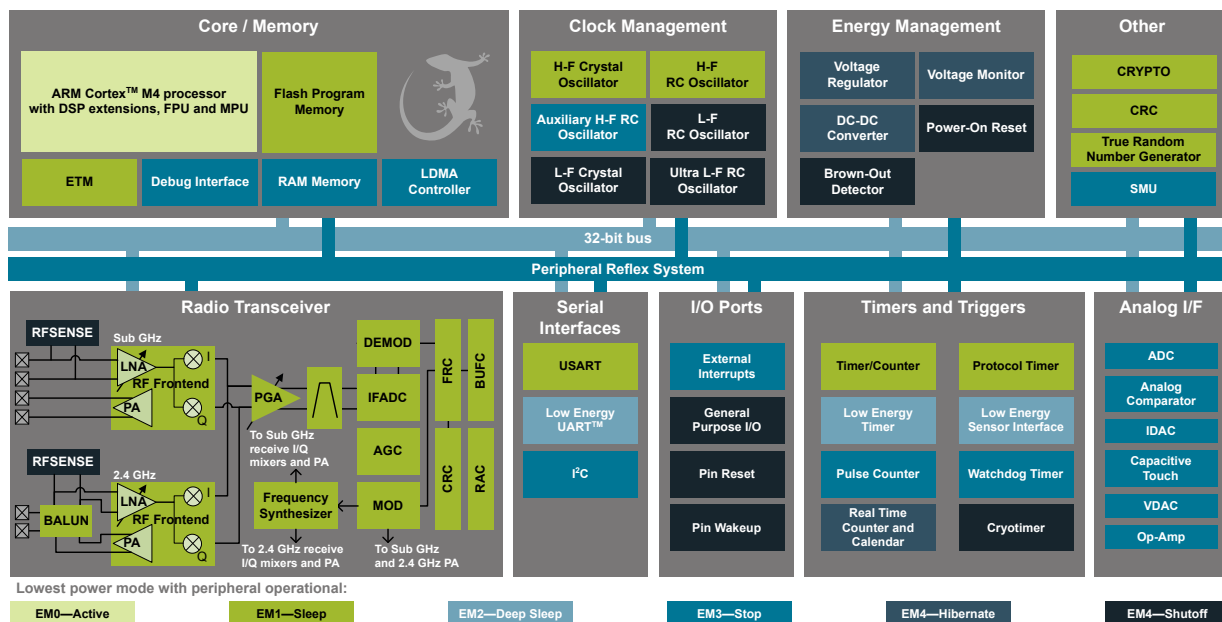 Core / Memory
ARM Cortex™ M4 processor
with DSP extensions, FPU and MPU
Flash Program
Memory
ETM
Debug Interface
RAM Memory
LDMA
Controller
Clock Management
H-F Crystal
Oscillator
H-F
RC Oscillator
Auxiliary H-F RC
Oscillator
L-F
RC Oscillator
L-F Crystal
Oscillator
Ultra L-F RC
Oscillator
Energy Management
Voltage
Regulator
Voltage Monitor
DC-DC
Converter
Power-On Reset
Brown-Out
Detector
Other
CRYPTO
CRC
True Random
Number Generator
SMU
32-bit bus
Peripheral Reflex System
Radio Transceiver
RFSENSE
Sub GHz
LNA
RF Frontend
PA
I
Q
PGA
To Sub GHz
receive I/Q
mixers and PA
DEMOD
IFADC
AGC
MOD
FRC
BUFC
CRC
RAC
RFSENSE
2.4 GHz
LNA
RF Frontend
BALUN
PA
I
Q
Frequency
Synthesizer
To 2.4 GHz receive
I/Q mixers and PA
To Sub GHz
and 2.4 GHz PA
Serial
Interfaces
USART
Low Energy
UART™
I²C
I/O Ports
External
Interrupts
General
Purpose I/O
Pin Reset
Pin Wakeup
Timers and Triggers
Timer/Counter
Protocol Timer
Low Energy
Timer
Low Energy
Sensor Interface
Pulse Counter
Watchdog Timer
Real Time
Counter and
Calendar
Cryotimer
Analog I/F
ADC
Analog
Comparator
IDAC
Capacitive
Touch
VDAC
Op-Amp
Lowest power mode with peripheral operational:
EM0—Active
EM1—Sleep
EM2—Deep Sleep
EM3—Stop
EM4—Hibernate
EM4—Shutoff